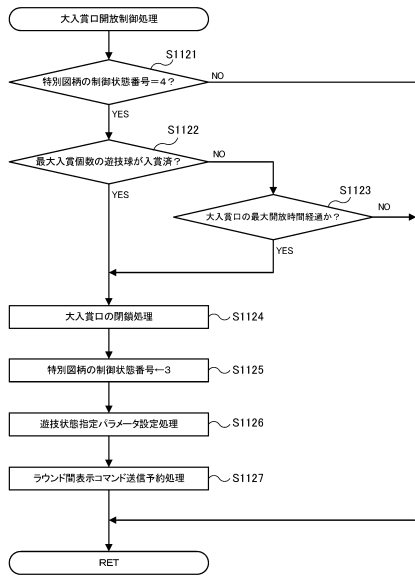 大入賞口開放制御処理
S1121
特別図柄の制御状態番号=4?
NO
YES
S1122
最大入賞個数の遊技球が入賞済?
NO
YES
S1123
大入賞口の最大開放時間経過か?
NO
YES
大入賞口の閉鎖処理
S1124
特別図柄の制御状態番号←3
S1125
遊技状態指定パラメータ設定処理
S1126
ラウンド間表示コマンド送信予約処理
S1127
RET